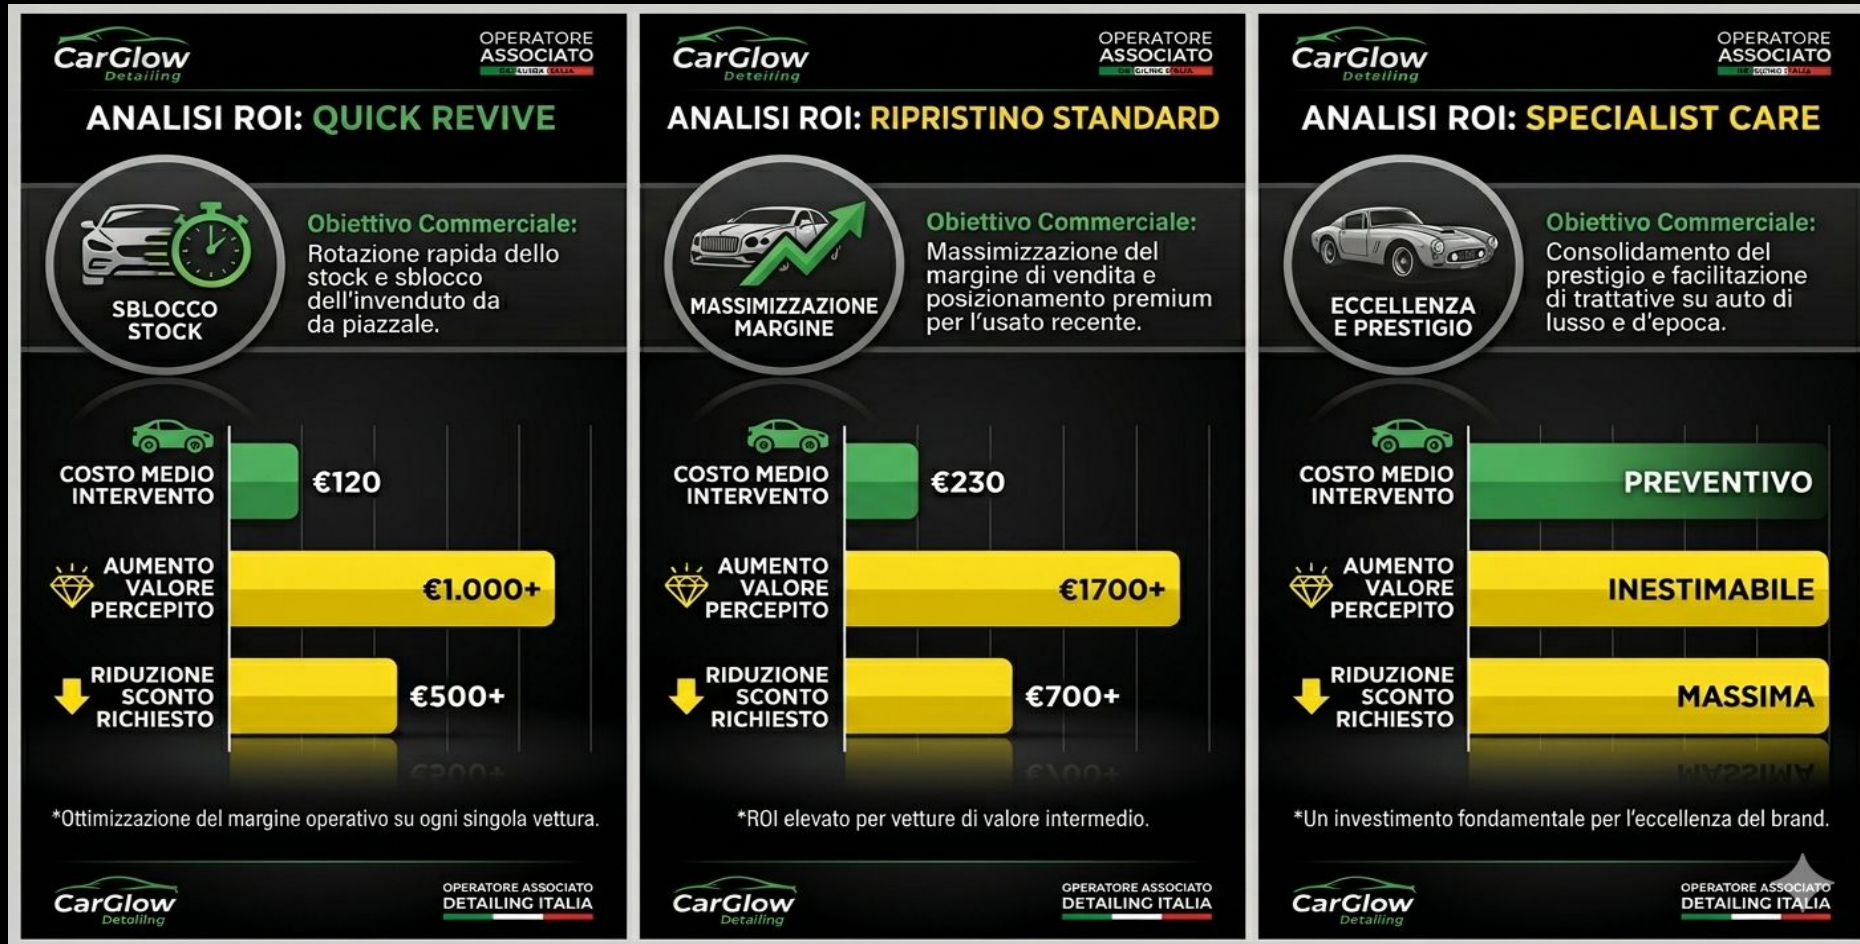 CarGlow
Detailing
OPERATORE
ASSOCIATO
ANALISI ROI: QUICK REVIVE
SBLOCCO
STOCK
Obiettivo Commerciale:
Rotazione rapida dello
stock e sblocco
dell'invenduto da
da piazzale.
COSTO MEDIO
INTERVENTO
€120
AUMENTO
VALORE
PERCEPITO
€1.000+
RIDUZIONE
SCONTO
RICHIESTO
€500+
*Ottimizzazione del margine operativo su ogni singola vettura.
CarGlow
OPERATORE ASSOCIATO
DETAILING ITALIA
CarGlow
Deteiling
OPERATORE
ASSOCIATO
ANALISI ROI: RIPRISTINO STANDARD
MASSIMIZZAZIONE
MARGINE
Obiettivo Commerciale:
Massimizzazione del
margine di vendita e
posizionamento premium
per l'usato recente.
COSTO MEDIO
INTERVENTO
€230
AUMENTO
VALORE
PERCEPITO
€1700+
RIDUZIONE
SCONTO
RICHIESTO
€700+
*ROI elevato per vetture di valore intermedio.
CarGlow
Detailing
OPERATORE ASSOCIATO
DETAILING ITALIA
CarGlow
Deteiling
OPERATORE
ASSOCIATO
ANALISI ROI: SPECIALIST CARE
ECCELLENZA
E PRESTIGIO
Obiettivo Commerciale:
Consolidamento del
prestigio e facilitazione
di trattative su auto di
lusso e d'epoca.
COSTO MEDIO
INTERVENTO
PREVENTIVO
AUMENTO
VALORE
PERCEPITO
INESTIMABILE
RIDUZIONE
SCONTO
RICHIESTO
MASSIMA
*Un investimento fondamentale per l'eccellenza del brand.
CarGlow
Detailing
OPERATORE ASSOCIATO
DETAILING ITALIA